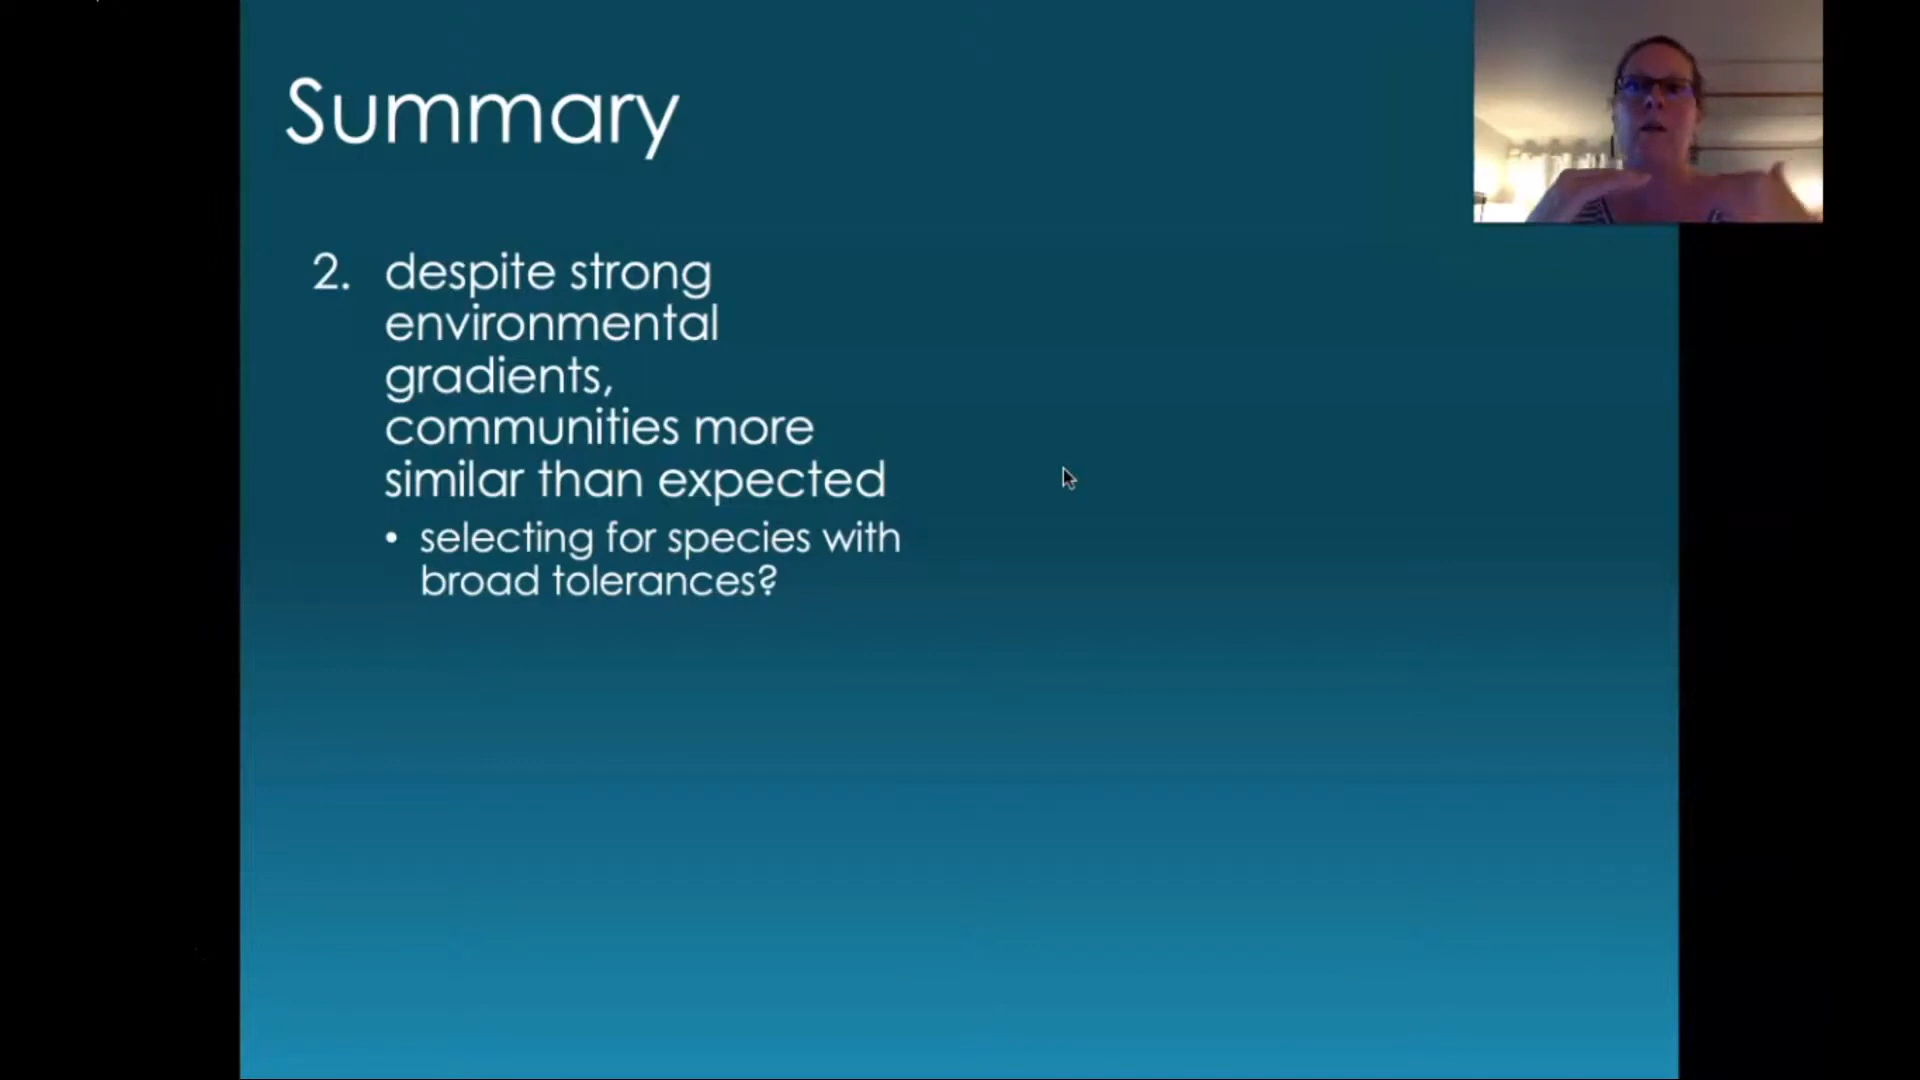 Summary
2. despite strong
environmental
gradients,
communities more
similar than expected
• selecting for species with
broad tolerances?